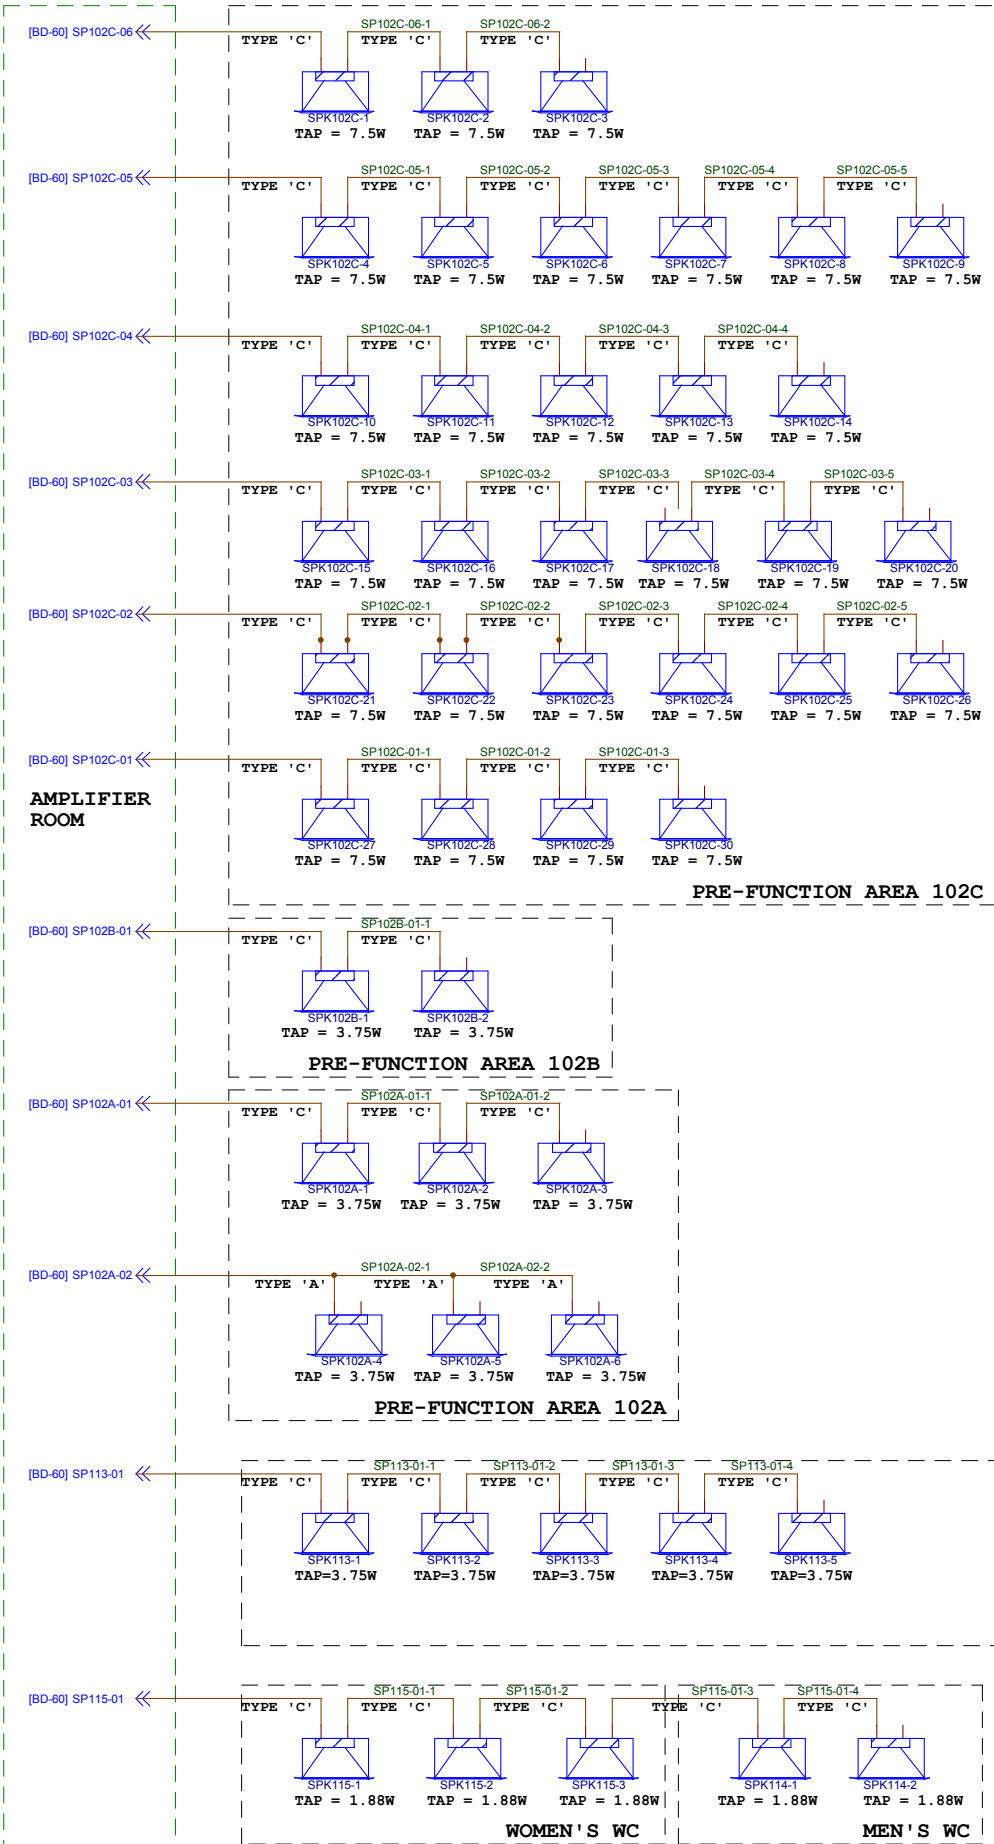 [BD-60] SP102C-06
SP102C-06-1 SP102C-06-2
TYPE 'C' TYPE 'C' TYPE 'C'
SPK102C-1 SPK102C-2 SPK102C-3
TAP = 7.5W TAP = 7.5W TAP = 7.5W
[BD-60] SP102C-05
SP102C-05-1 SP102C-05-2 SP102C-05-3 SP102C-05-4 SP102C-05-5
TYPE 'C' TYPE 'C' TYPE 'C' TYPE 'C' TYPE 'C' TYPE 'C'
SPK102C-4 SPK102C-5 SPK102C-6 SPK102C-7 SPK102C-8 SPK102C-9
TAP = 7.5W TAP = 7.5W TAP = 7.5W TAP = 7.5W TAP = 7.5W TAP = 7.5W
[BD-60] SP102C-04
SP102C-04-1 SP102C-04-2 SP102C-04-3 SP102C-04-4
TYPE 'C' TYPE 'C' TYPE 'C' TYPE 'C' TYPE 'C'
SPK102C-10 SPK102C-11 SPK102C-12 SPK102C-13 SPK102C-14
TAP = 7.5W TAP = 7.5W TAP = 7.5W TAP = 7.5W TAP = 7.5W
[BD-60] SP102C-03
SP102C-03-1 SP102C-03-2 SP102C-03-3 SP102C-03-4 SP102C-03-5
TYPE 'C' TYPE 'C' TYPE 'C' TYPE 'C' TYPE 'C' TYPE 'C'
SPK102C-15 SPK102C-16 SPK102C-17 SPK102C-18 SPK102C-19 SPK102C-20
TAP = 7.5W TAP = 7.5W TAP = 7.5W TAP = 7.5W TAP = 7.5W TAP = 7.5W
[BD-60] SP102C-02
SP102C-02-1 SP102C-02-2 SP102C-02-3 SP102C-02-4 SP102C-02-5
TYPE 'C' TYPE 'C' TYPE 'C' TYPE 'C' TYPE 'C' TYPE 'C'
SPK102C-21 SPK102C-22 SPK102C-23 SPK102C-24 SPK102C-25 SPK102C-26
TAP = 7.5W TAP = 7.5W TAP = 7.5W TAP = 7.5W TAP = 7.5W TAP = 7.5W
[BD-60] SP102C-01
SP102C-01-1 SP102C-01-2 SP102C-01-3
TYPE 'C' TYPE 'C' TYPE 'C' TYPE 'C'
AMPLIFIER
ROOM
SPK102C-27 SPK102C-28 SPK102C-29 SPK102C-30
TAP = 7.5W TAP = 7.5W TAP = 7.5W TAP = 7.5W
PRE-FUNCTION AREA 102C
[BD-60] SP102B-01
SP102B-01-1
TYPE 'C' TYPE 'C'
SPK102B-1 SPK102B-2
TAP = 3.75W TAP = 3.75W
PRE-FUNCTION AREA 102B
[BD-60] SP102A-01
SP102A-01-1 SP102A-01-2
TYPE 'C' TYPE 'C' TYPE 'C'
SPK102A-1 SPK102A-2 SPK102A-3
TAP = 3.75W TAP = 3.75W TAP = 3.75W
[BD-60] SP102A-02
SP102A-02-1 SP102A-02-2
TYPE 'A' TYPE 'A' TYPE 'A'
SPK102A-4 SPK102A-5 SPK102A-6
TAP = 3.75W TAP = 3.75W TAP = 3.75W
PRE-FUNCTION AREA 102A
[BD-60] SP113-01
SP113-01-1 SP113-01-2 SP113-01-3 SP113-01-4
TYPE 'C' TYPE 'C' TYPE 'C' TYPE 'C' TYPE 'C'
SPK113-1 SPK113-2 SPK113-3 SPK113-4 SPK113-5
TAP=3.75W TAP=3.75W TAP=3.75W TAP=3.75W TAP=3.75W
[BD-60] SP115-01
SP115-01-1 SP115-01-2 SP115-01-3 SP115-01-4
TYPE 'C' TYPE 'C' TYPE 'C' TYPE 'C' TYPE 'C'
SPK115-1 SPK115-2 SPK115-3 SPK114-1 SPK114-2
TAP = 1.88W TAP = 1.88W TAP = 1.88W TAP = 1.88W TAP = 1.88W
WOMEN'S WC MEN'S WC